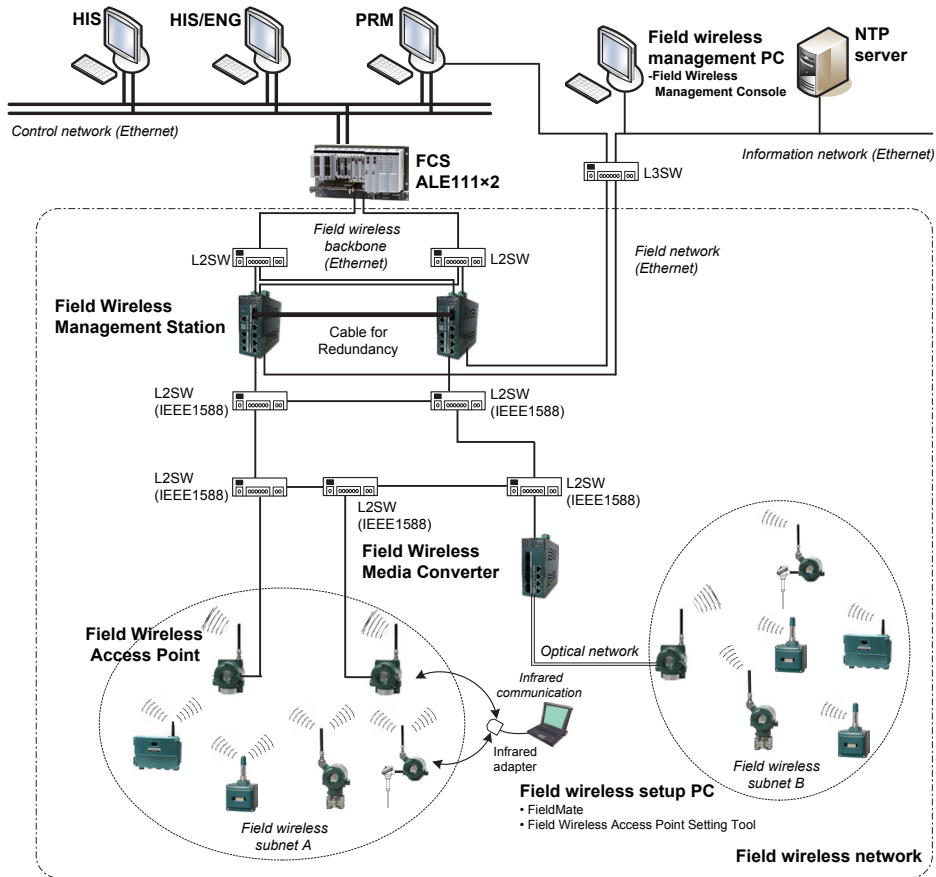 HIS
HIS/ENG
PRM
Field wireless
management PC
-Field Wireless
Management Console
NTP
server
Control network (Ethernet)
Information network (Ethernet)
FCS
ALE111×2
L3SW
Field wireless
backbone
(Ethernet)
L2SW
L2SW
Field network
(Ethernet)
Field Wireless
Management Station
Cable for
Redundancy
L2SW
(IEEE1588)
L2SW
(IEEE1588)
L2SW
(IEEE1588)
L2SW
(IEEE1588)
L2SW
(IEEE1588)
Field Wireless
Media Converter
Field Wireless
Access Point
Optical network
Infrared
communication
Infrared
adapter
Field wireless
subnet B
Field wireless setup PC
• FieldMate
• Field Wireless Access Point Setting Tool
Field wireless
subnet A
Field wireless network